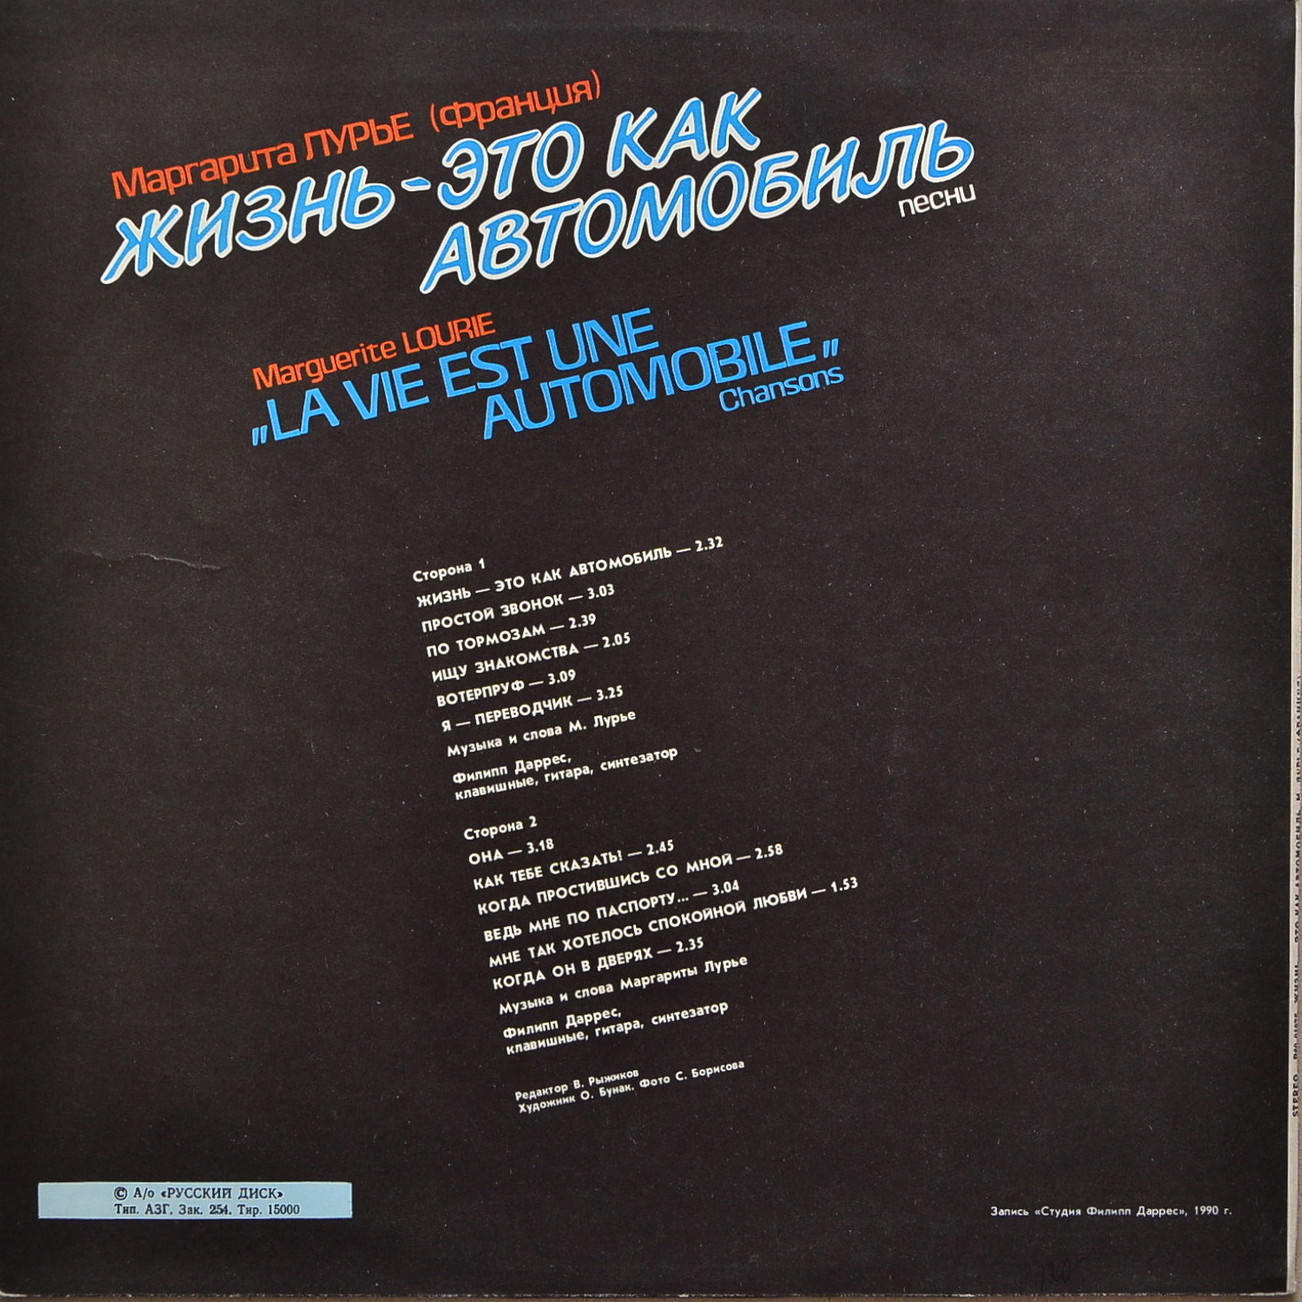 Маргарита ЛУРЬЕ (Франция)
ЖИЗНЬ - ЭТО КАК
АВТОМОБИЛЬ
песни
Marguerite LOURIE
„LA VIE EST UNE
AUTOMOBILE„
Chansons
Сторона 1
ЖИЗНЬ — ЭТО КАК АВТОМОБИЛЬ — 2.32
ПРОСТОЙ ЗВОНОК — 3.03
ПО ТОРМОЗАМ — 2.39
ИЩУ ЗНАКОМСТВА — 2.05
ВОТЕРПРУФ — 3.09
Я — ПЕРЕВОДЧИК — 3.25
Музыка и слова М. Лурье
Филипп Даррес,
клавишные, гитара, синтезатор
Сторона 2
ОНА — 3.18
КАК ТЕБЕ СКАЗАТЬ! — 2.45
КОГДА ПРОСТИВШИСЬ СО МНОЙ — 2.58
ВЕДЬ МНЕ ПО ПАСПОРТУ... — 3.04
МНЕ ТАК ХОТЕЛОСЬ СПОКОЙНОЙ ЛЮБВИ — 1.53
КОГДА ОН В ДВЕРЯХ — 2.35
Музыка и слова Маргариты Лурье
Филипп Даррес,
клавишные, гитара, синтезатор
Редактор В. Рыжиков
Художник О. Бунак. Фото С. Борисова
© А/о «РУССКИЙ ДИСК»
Тип. АЗГ. Зак. 254. Тир. 15000
Запись «Студия Филипп Даррес», 1990 г.
STEREO